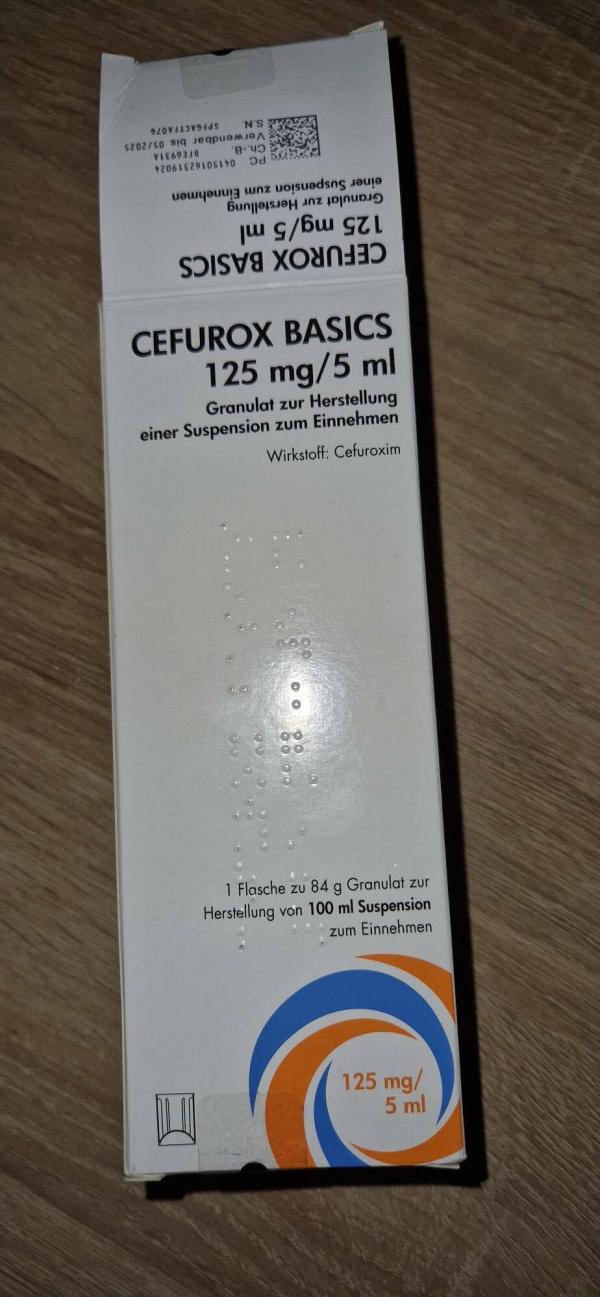 S.N. SPFGACTFA076
Verwendbar bis 05/2025
Ch.-B. DFE6931A
PC 04150162319024
einer Suspension zum Einnehmen
Granulat zur Herstellung
125 mg/5 ml
CEFUROX BASICS
CEFUROX BASICS
125 mg/5 ml
Granulat zur Herstellung
einer Suspension zum Einnehmen
Wirkstoff: Cefuroxim
1 Flasche zu 84 g Granulat zur
Herstellung von 100 ml Suspension
zum Einnehmen
125 mg/
5 ml